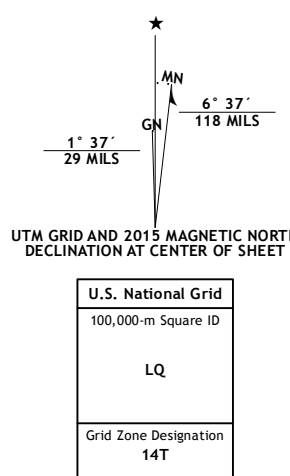 MN
GN
6° 37´
118 MILS
1° 37´
29 MILS
UTM GRID AND 2015 MAGNETIC NORT
DECLINATION AT CENTER OF SHEET
U.S. National Grid
100,000-m Square ID
LQ
Grid Zone Designation
14T